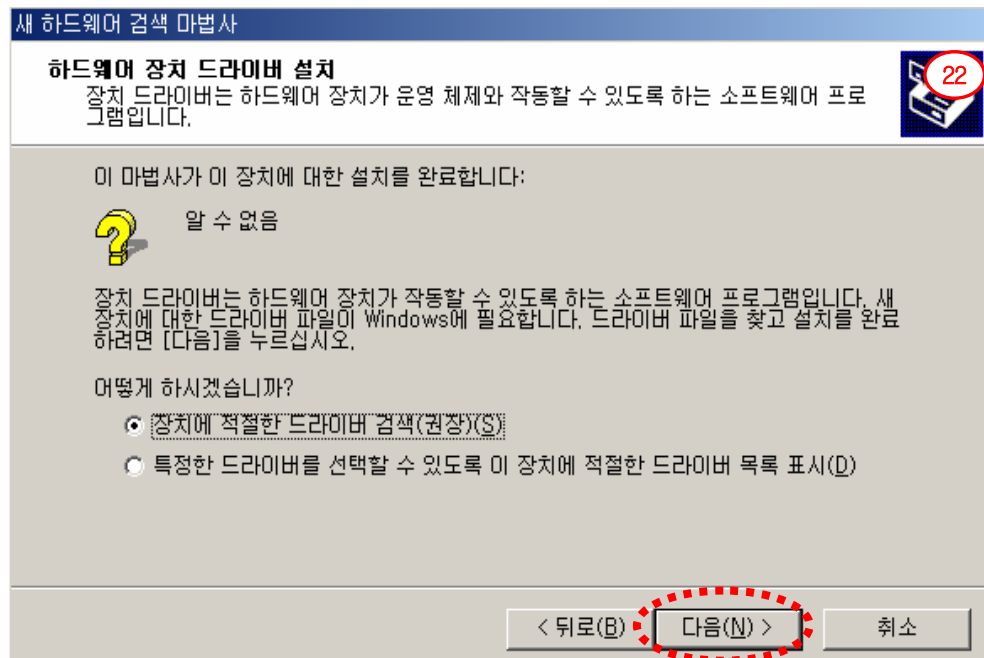 새 하드웨어 검색 마법사
하드웨어 장치 드라이버 설치
장치 드라이버는 하드웨어 장치가 운영 체제와 작동할 수 있도록 하는 소프트웨어 프로
그램입니다.
22
이 마법사가 이 장치에 대한 설치를 완료합니다:
알 수 없음
장치 드라이버는 하드웨어 장치가 작동할 수 있도록 하는 소프트웨어 프로그램입니다. 새
장치에 대한 드라이버 파일이 Windows에 필요합니다. 드라이버 파일을 찾고 설치를 완료
하려면 [다음]을 누르십시오.
어떻게 하시겠습니까?
장치에 적절한 드라이버 검색(권장)(S)
특정한 드라이버를 선택할 수 있도록 이 장치에 적절한 드라이버 목록 표시(D)
< 뒤로(B) 다음(N) > 취소